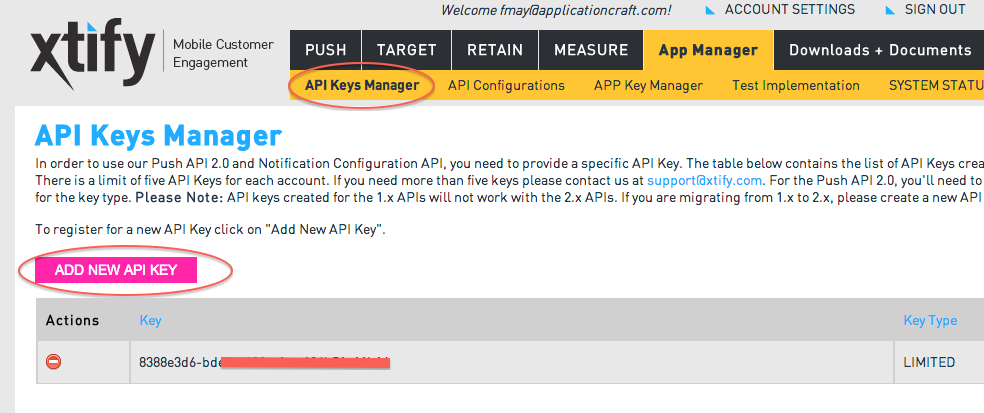 Welcome fmay@applicationcraft.com!
ACCOUNT SETTINGS
SIGN OUT
xtify
Mobile Customer
Engagement
PUSH
TARGET
RETAIN
MEASURE
App Manager
Downloads + Documents
API Keys Manager
API Configurations
APP Key Manager
Test Implementation
SYSTEM STATU
API Keys Manager
In order to use our Push API 2.0 and Notification Configuration API, you need to provide a specific API Key. The table below contains the list of API Keys crea
There is a limit of five API Keys for each account. If you need more than five keys please contact us at support@xtify.com. For the Push API 2.0, you'll need to
for the key type. Please Note: API keys created for the 1.x APIs will not work with the 2.x APIs. If you are migrating from 1.x to 2.x, please create a new API
To register for a new API Key click on "Add New API Key".
ADD NEW API KEY
Actions
Key
Key Type
8388e3d6-bde
LIMITED